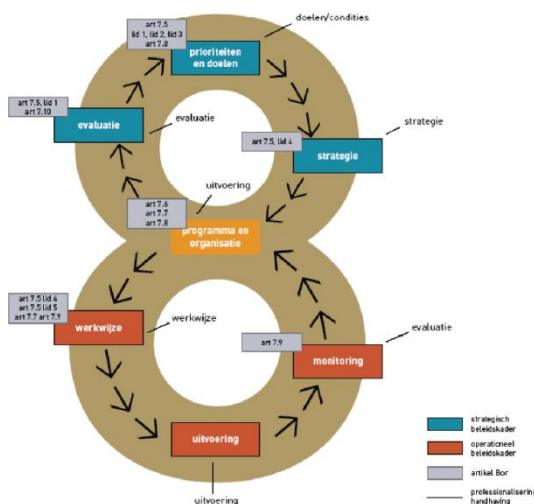 doelen/condities
art 7.5
lid 1, lid 2, lid 3
art 7.8
prioriteiten
en doelen
art 7.5, lid 1
art 7.10
evaluatie
evaluatie
strategie
art 7.5, lid 4
strategie
uitvoering
art 7.6
art 7.7
art 7.8
programma en
organisatie
art 7.5 lid 4
art 7.5 lid 5
art 7.7 art 7.9
werkwijze
werkwijze
evaluatie
art 7.9
monitoring
uitvoering
uitvoering
strategisch
beleidskader
operationeel
beleidskader
artikel Bor
professionalisering
handhaving